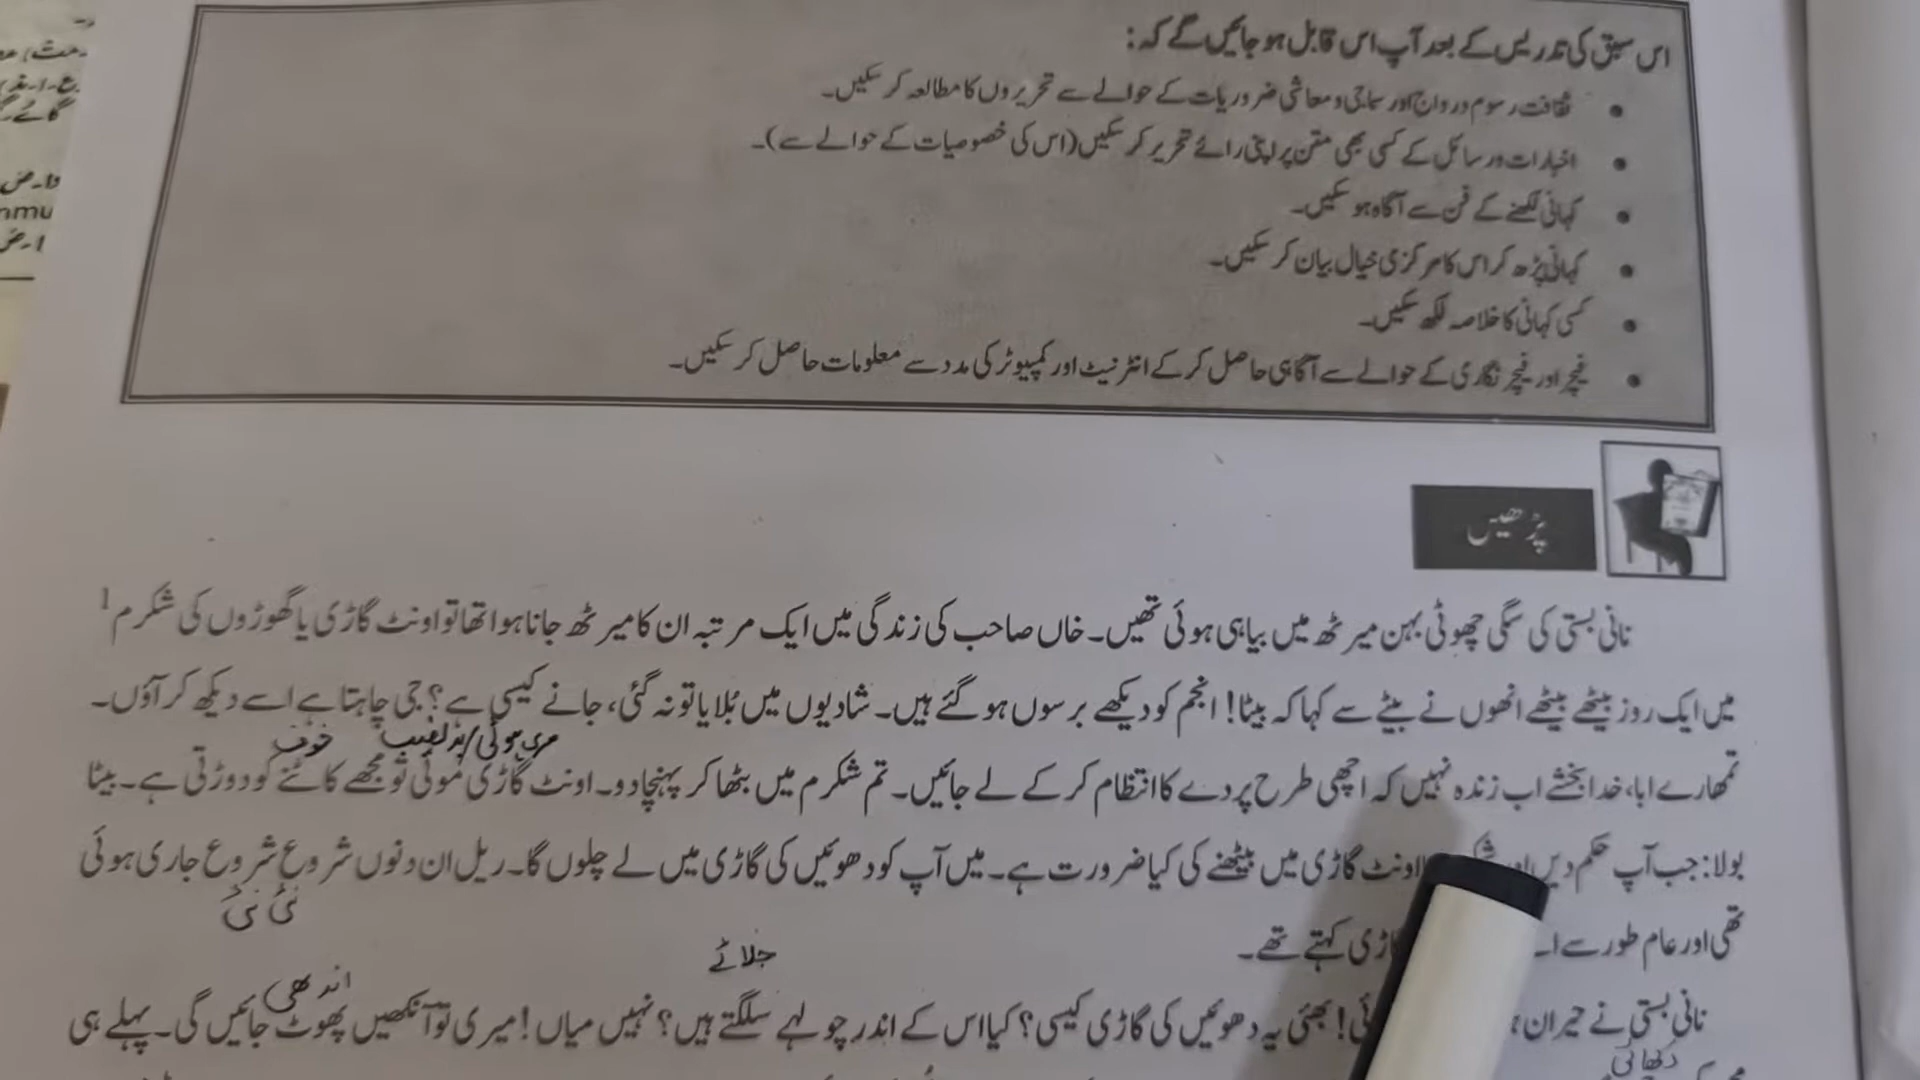 اس سبق کی تدریس کے بعد آپ اس قابل ہو جائیں گے کہ:
• ثقافت، رسوم و رواج اور سماجی و معاشی ضروریات کے حوالے سے تحریروں کا مطالعہ کر سکیں۔
• اخبارات و رسائل کے کسی بھی متن پر اپنی رائے تحریر کر سکیں (اس کی خصوصیات کے حوالے سے)۔
• کہانی لکھنے کے فن سے آگاہ ہو سکیں۔
• کہانی پڑھ کر اس کا مرکزی خیال بیان کر سکیں۔
• کسی کہانی کا خلاصہ لکھ سکیں۔
• فیچر اور فیچر نگاری کے حوالے سے آگاہی حاصل کر کے انٹرنیٹ اور کمپیوٹر کی مدد سے معلومات حاصل کر سکیں۔
پڑھیں
نانی بستی کی سگی چھوٹی بہن میرٹھ میں بیاہی ہوئی تھیں۔ خاں صاحب کی زندگی میں ایک مرتبہ ان کا میرٹھ جانا ہوا تھا تو اونٹ گاڑی یا گھوڑوں کی شکرم 1
میں ایک روز بیٹھے بیٹھے انھوں نے بیٹے سے کہا کہ بیٹا! انجم کو دیکھے برسوں ہو گئے ہیں۔ شادیوں میں بُلایا تو نہ گئی، جانے کیسی ہے؟ جی چاہتا ہے اسے دیکھ کر آؤں۔
مری ہوئی/بدنصیب خوف
تمھارے ابا، خدا بخشے اب زندہ نہیں کہ اچھی طرح پردے کا انتظام کر کے لے جائیں۔ تم شکرم میں بٹھا کر پہنچا دو۔ اونٹ گاڑی مُوئی تو مجھے کاٹنے کو دوڑتی ہے۔ بیٹا
بولا: جب آپ حکم دیں اونٹ گاڑی میں بیٹھنے کی کیا ضرورت ہے۔ میں آپ کو دھوئیں کی گاڑی میں لے چلوں گا۔ ریل ان دنوں شروع شروع جاری ہوئی
نئی نئی
تھی اور عام طور سے گاڑی کہتے تھے۔
جلائے
اندھی
نانی بستی نے حیران ! بھئی یہ دھوئیں کی گاڑی کیسی؟ کیا اس کے اندر چولہے سلگتے ہیں؟ نہیں میاں! میری تو آنکھیں پھوٹ جائیں گی۔ پہلے ہی
دکھائی